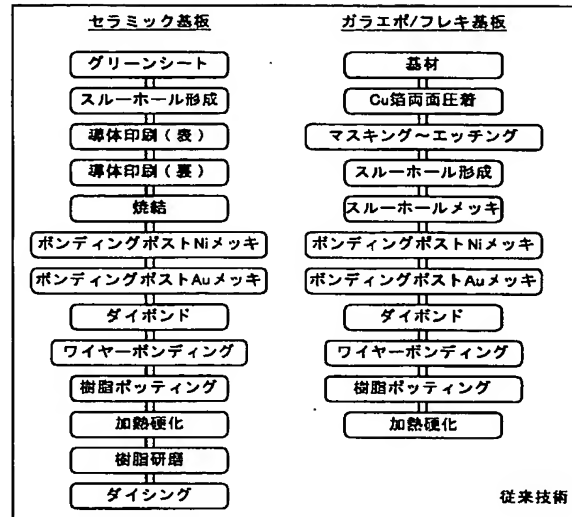 セラミック基板
グリーンシート
スルーホール形成
導体印刷（表）
導体印刷（裏）
焼結
ボンディングポストNiメッキ
ボンディングポストAuメッキ
ダイボンド
ワイヤーボンディング
樹脂ポッティング
加熱硬化
樹脂研磨
ダイシング
ガラエポ/フレキ基板
基材
Cu箔両面圧着
マスキング～エッチング
スルーホール形成
スルーホールメッキ
ボンディングポストNiメッキ
ボンディングポストAuメッキ
ダイボンド
ワイヤーボンディング
樹脂ポッティング
加熱硬化
従来技術